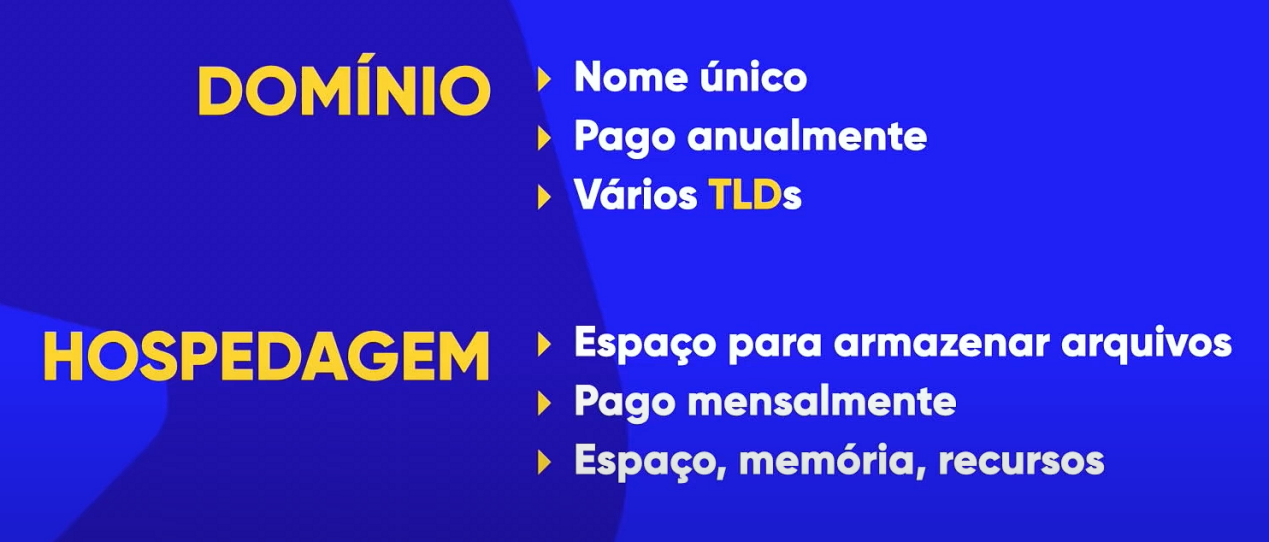 DOMÍNIO
Nome único
Pago anualmente
Vários TLDs
HOSPEDAGEM
Espaço para armazenar arquivos
Pago mensalmente
Espaço, memória, recursos